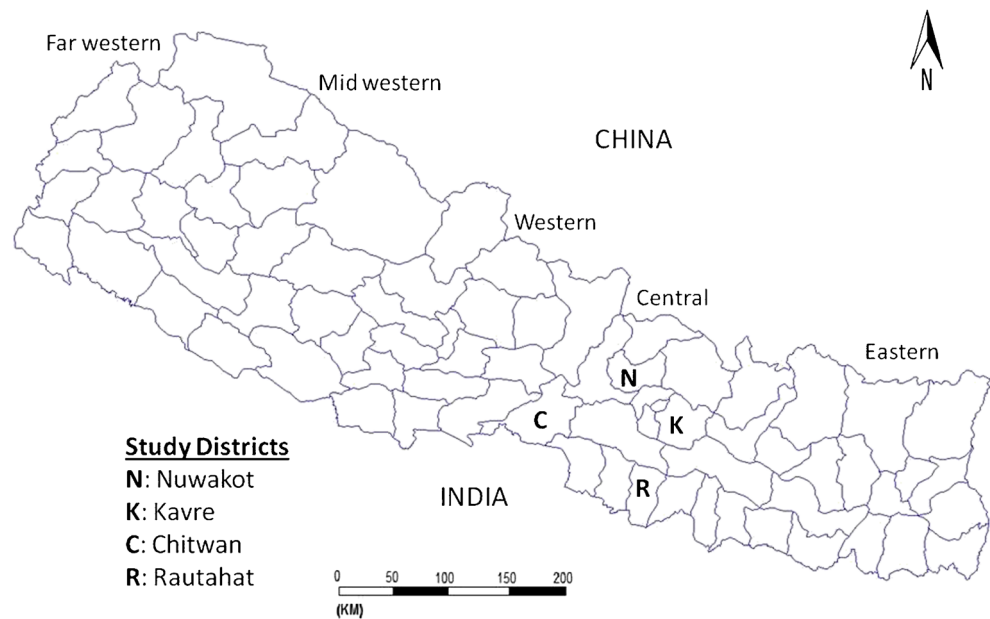 Far western
Mid western
N
CHINA
Western
Central
Eastern
N
C
K
R
Study Districts
N: Nuwakot
K: Kavre
C: Chitwan
R: Rautahat
INDIA
0 50 100 150 200
(KM)